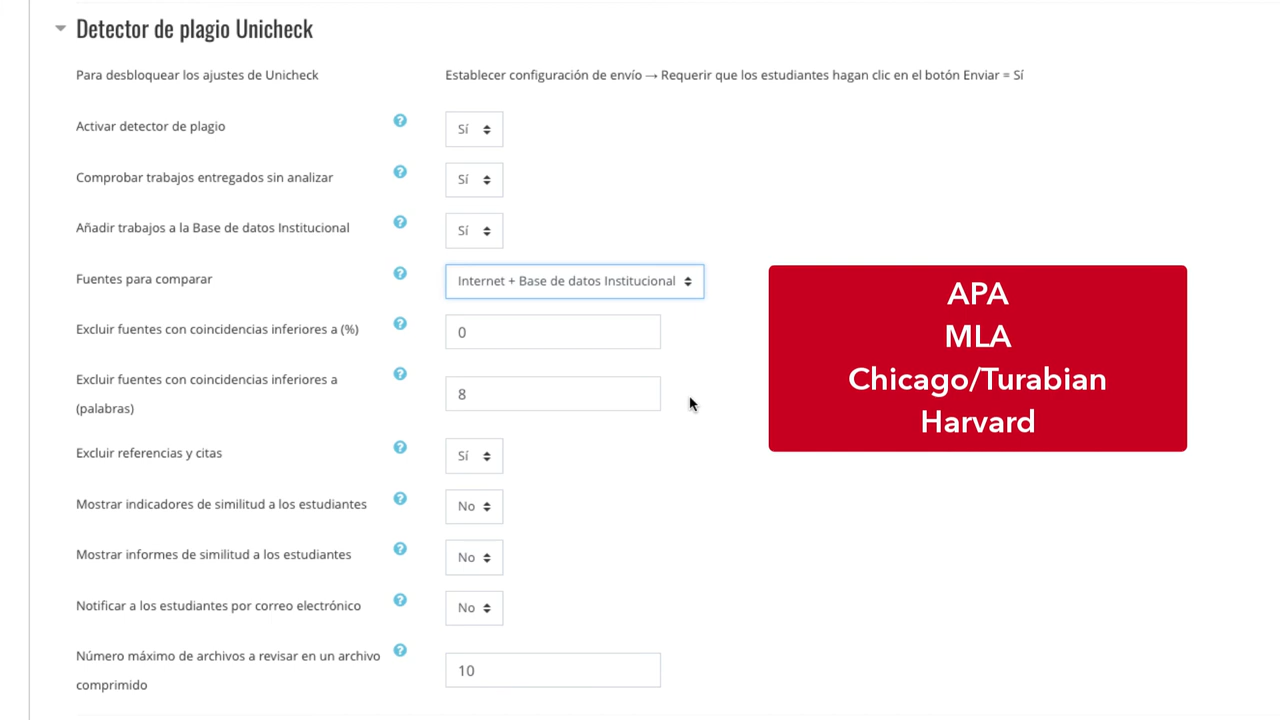 Detector de plagio Unicheck
Para desbloquear los ajustes de Unicheck
Establecer configuración de envío → Requerir que los estudiantes hagan clic en el botón Enviar = Sí
Activar detector de plagio
?
Sí
Comprobar trabajos entregados sin analizar
?
Sí
Añadir trabajos a la Base de datos Institucional
?
Sí
Fuentes para comparar
?
Internet + Base de datos Institucional
Excluir fuentes con coincidencias inferiores a (%)
?
0
Excluir fuentes con coincidencias inferiores a
(palabras)
?
8
Excluir referencias y citas
?
Sí
Mostrar indicadores de similitud a los estudiantes
?
No
Mostrar informes de similitud a los estudiantes
?
No
Notificar a los estudiantes por correo electrónico
?
No
Número máximo de archivos a revisar en un archivo
comprimido
?
10
APA
MLA
Chicago/Turabian
Harvard